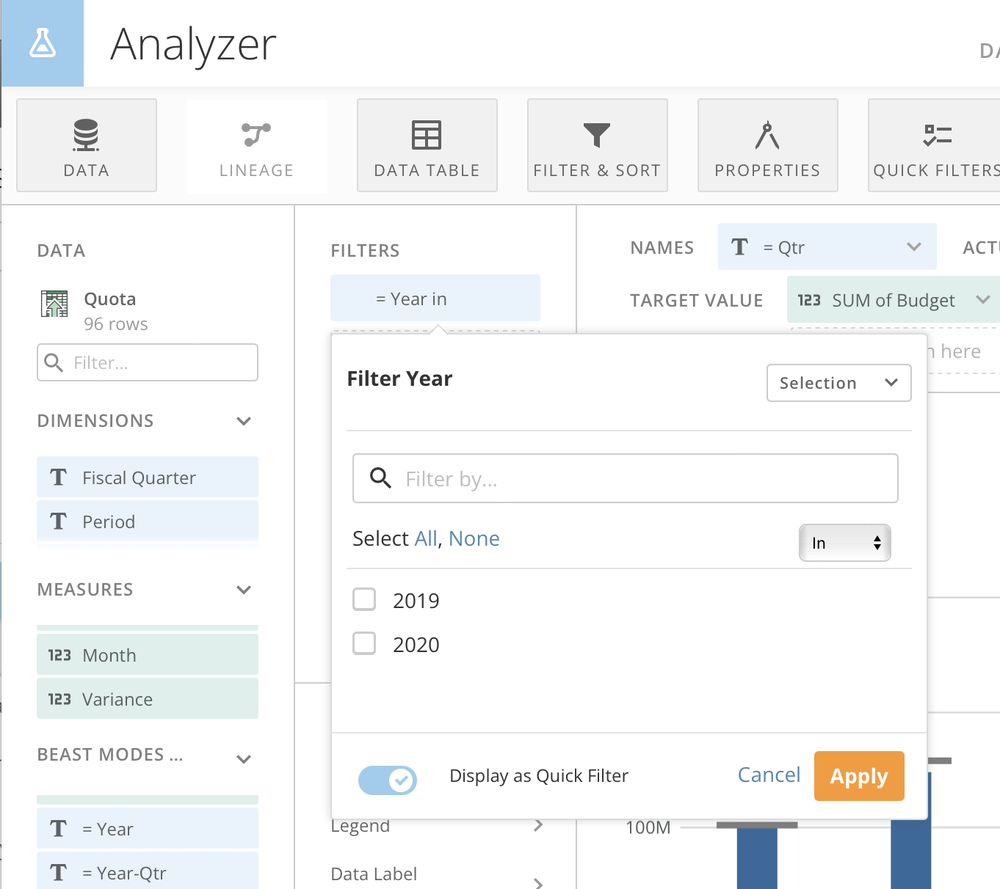 Analyzer
DATA
LINEAGE
DATA TABLE
FILTER & SORT
PROPERTIES
QUICK FILTERS
DATA
Quota
96 rows
Filter...
DIMENSIONS
T Fiscal Quarter
T Period
MEASURES
123 Month
123 Variance
BEAST MODES ...
T = Year
T = Year-Qtr
FILTERS
= Year in
NAMES
T = Qtr
TARGET VALUE
123 SUM of Budget
here
Filter Year
Selection
Filter by...
Select All, None
In
2019
2020
Display as Quick Filter
Cancel
Apply
Legend
Data Label
100M